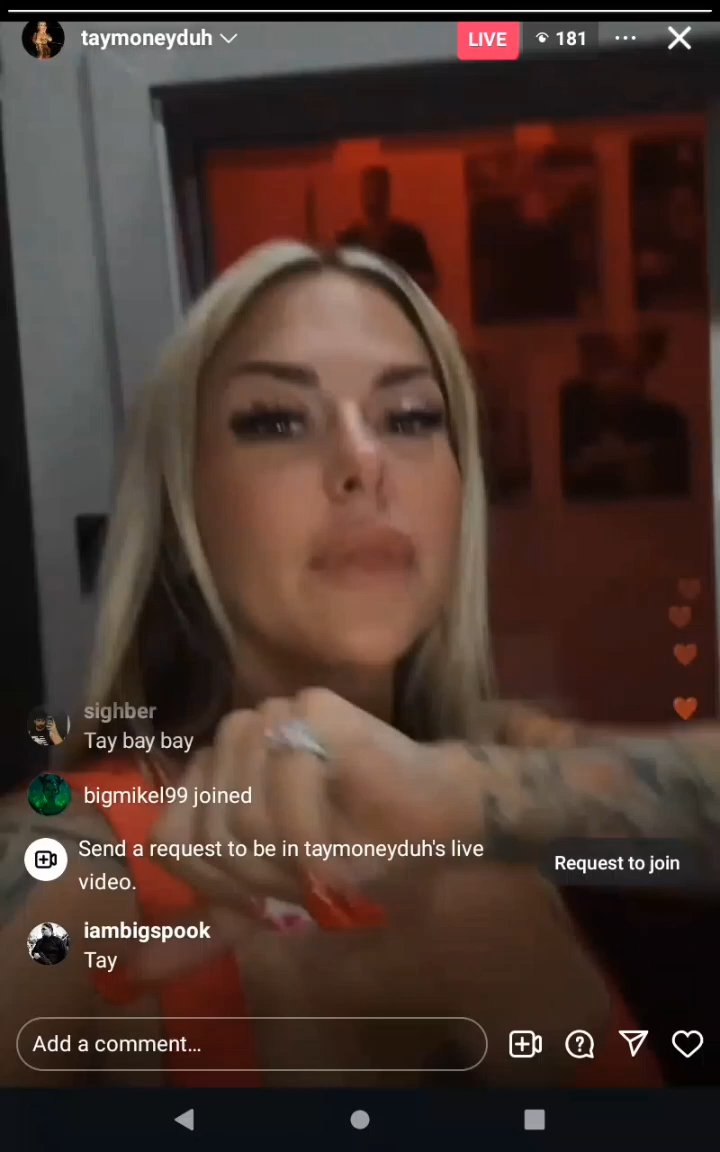 taymoneyduh
LIVE
181
sighber
Tay bay bay
bigmikel99 joined
Send a request to be in taymoneyduh's live
video.
Request to join
iambigspook
Tay
Add a comment...